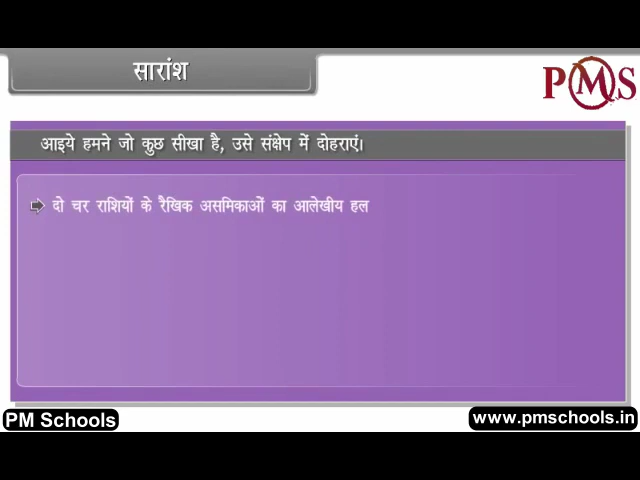 सारांश
PMS
आइये हमने जो कुछ सीखा है, उसे संक्षेप में दोहराएं।
दो चर राशियों के रैखिक असमिकाओं का आलेखीय हल
PM Schools
www.pmschools.in